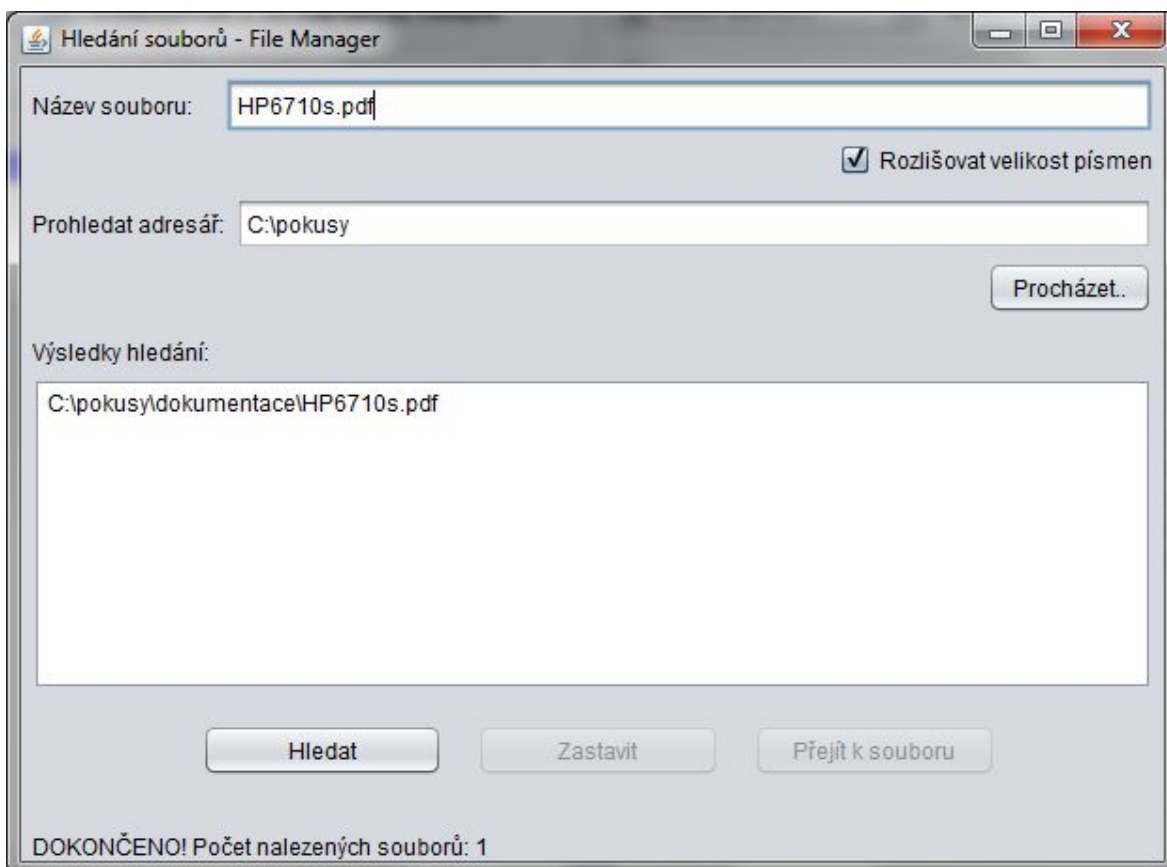 Hledání souborů - File Manager
Název souboru: HP6710s.pdf
Rozlišovat velikost písmen
Prohledat adresář: C:\pokusy
Procházet..
Výsledky hledání:
C:\pokusy\dokumentace\HP6710s.pdf
Hledat Zastavit Přejít k souboru
DOKONČENO! Počet nalezených souborů: 1